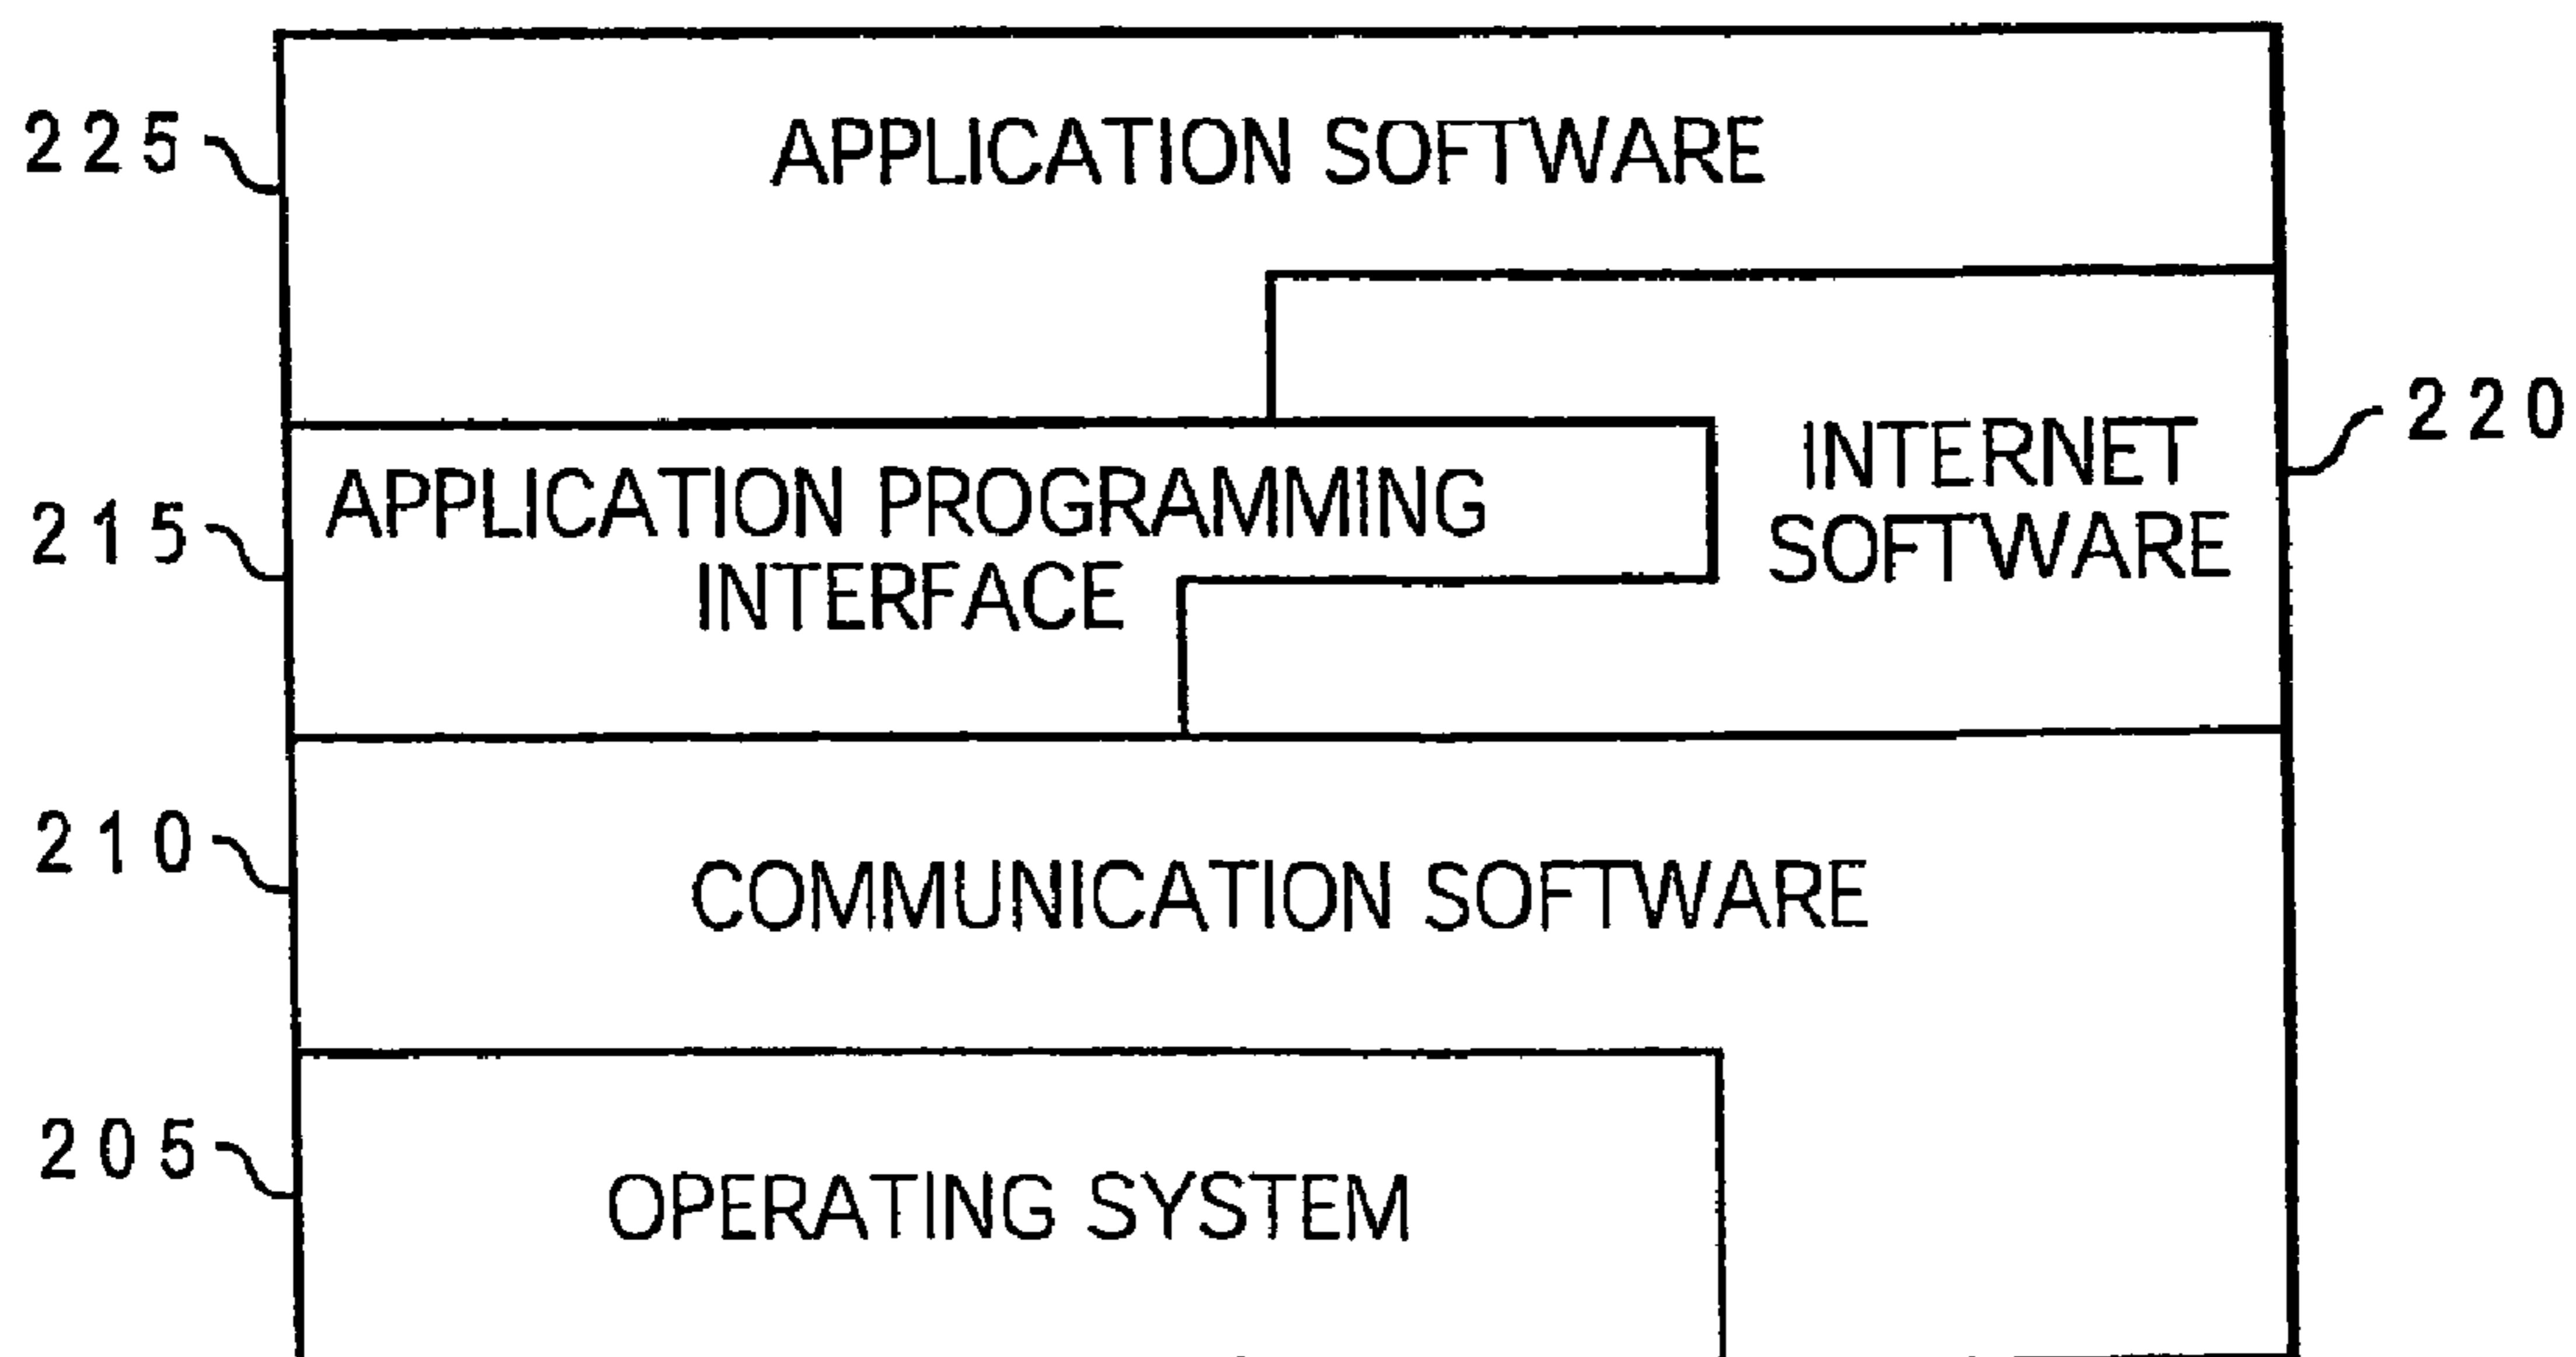 225
APPLICATION SOFTWARE
220
INTERNET
SOFTWARE
215
APPLICATION PROGRAMMING
INTERFACE
210
COMMUNICATION SOFTWARE
205
OPERATING SYSTEM